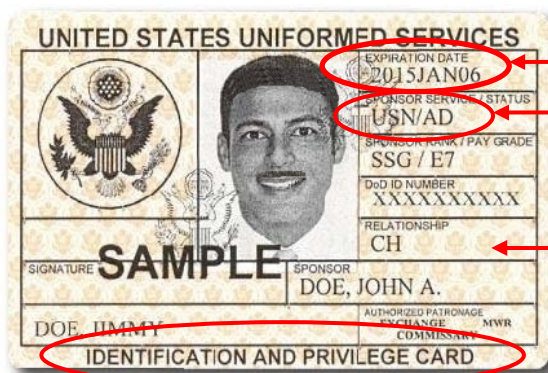 UNITED STATES UNIFORMED SERVICES
EXPIRATION DATE
2015JAN06
SPONSOR SERVICE / STATUS
USN/AD
SPONSOR RANK / PAY GRADE
SSG / E7
DoD ID NUMBER
XXXXXXXXXX
RELATIONSHIP
CH
SIGNATURE
SAMPLE
SPONSOR
DOE, JOHN A.
DOE, JIMMY
AUTHORIZED PATRONAGE
EXCHANGE MWR
COMMISSARY
IDENTIFICATION AND PRIVILEGE CARD